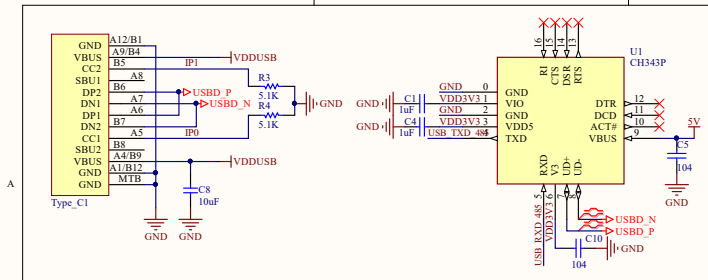 A
GND A12/B1
VBUS A9/B4 VDDUSB
CC2 B5 IP1
SBU1 A8
DP2 B6 USBD_P
DN1 A7 USBD_N
DP1 A6
DN2 B7
CC1 A5 IP0
SBU2 B8
VBUS A4/B9 VDDUSB
GND A1/B12
GND MTB
Type_C1
R3
5.1K
R4
5.1K
GND
C8
10uF
GND
GND
U1
CH343P
16 15 14 13
RI CTS DSR RTS
GND 0 GND
C1 VDD3V3 1 VIO
1uF
GND
GND 2 GND
C4 VDD3V3 3 VDD5
1uF
GND
USB_TXD_485 4 TXD
DTR 12
DCD 11
ACT# 10
VBUS 9
5V
C5
104
GND
RXD V3 UD+ UD-
5 6 7 8
USB_RXD_485
VDD3V3
USBD_N
USBD_P
C10
104
GND